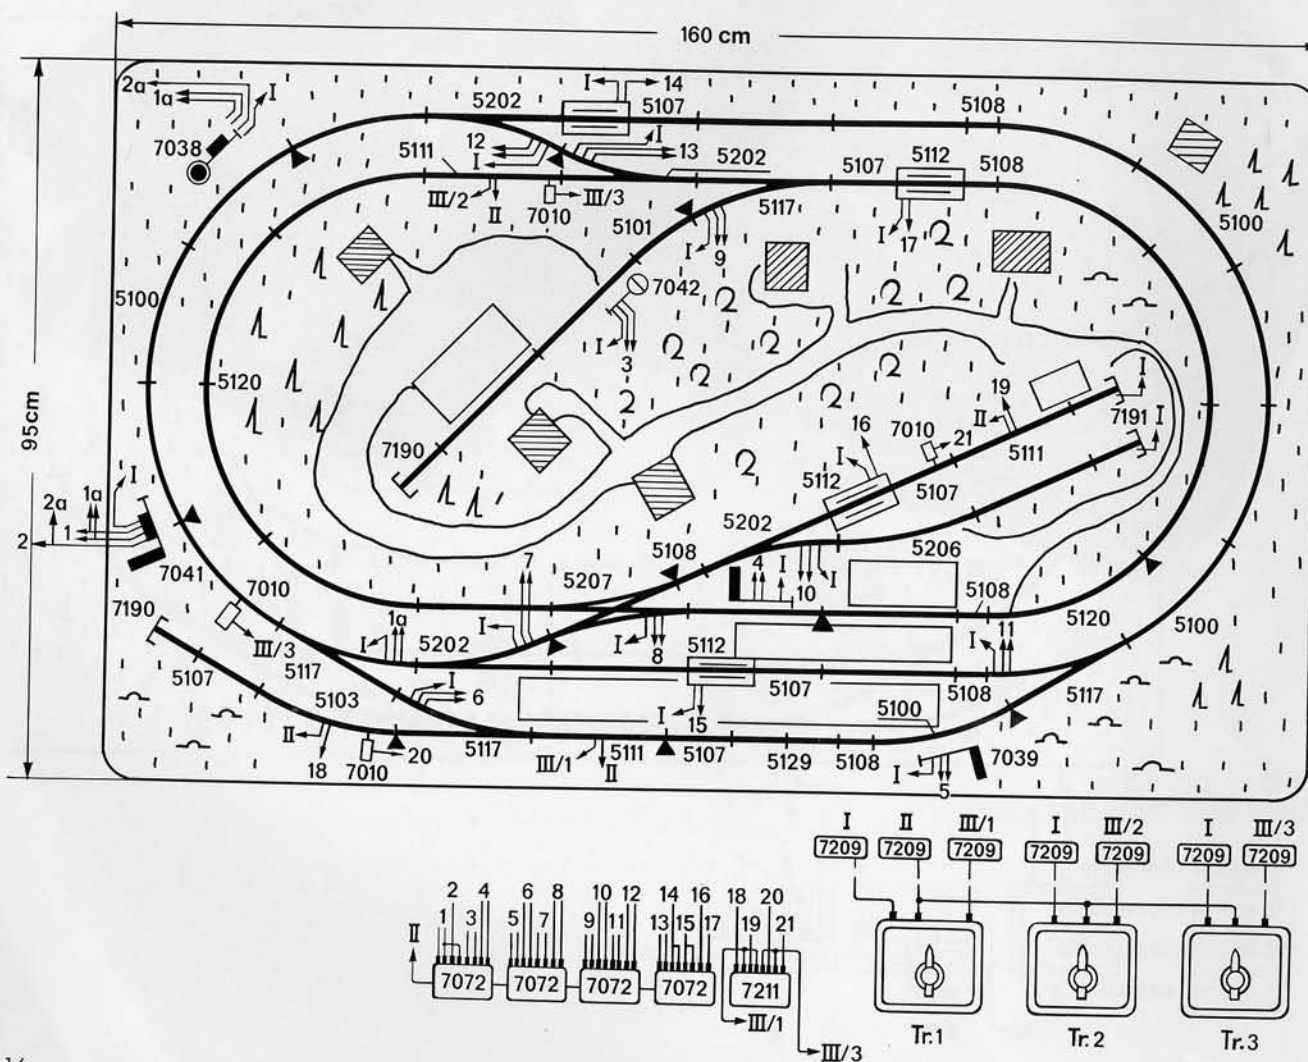 160 cm
2a
1a
I
7038
5202
I
14
5107
5108
12
I
I
13
5202
5111
III/2
II
7010
III/3
5101
5107
5112
5108
5117
I
9
I
17
5100
7042
I
3
5100
5120
95cm
7190
19
I
II
7191
I
7010
21
16
I
5111
5112
5107
5202
5206
I
1a
2a
1
2
7041
7
5108
4
I
10
I
5108
5207
7010
7190
III/3
I
1a
5202
I
I
8
5112
I
11
5120
5100
5107
5117
5103
I
6
5107
5108
5117
I
15
5100
II
18
7010
20
5117
III/1
5111
II
5107
5129
5108
I
5
7039
I
II
III/1
I
III/2
I
III/3
7209
7209
7209
7209
7209
7209
7209
II
1
2
3
4
5
6
7
8
9
10
11
12
13
14
15
16
17
18
19
20
21
7072
7072
7072
7072
7211
III/1
III/3
Tr.1
Tr.2
Tr.3